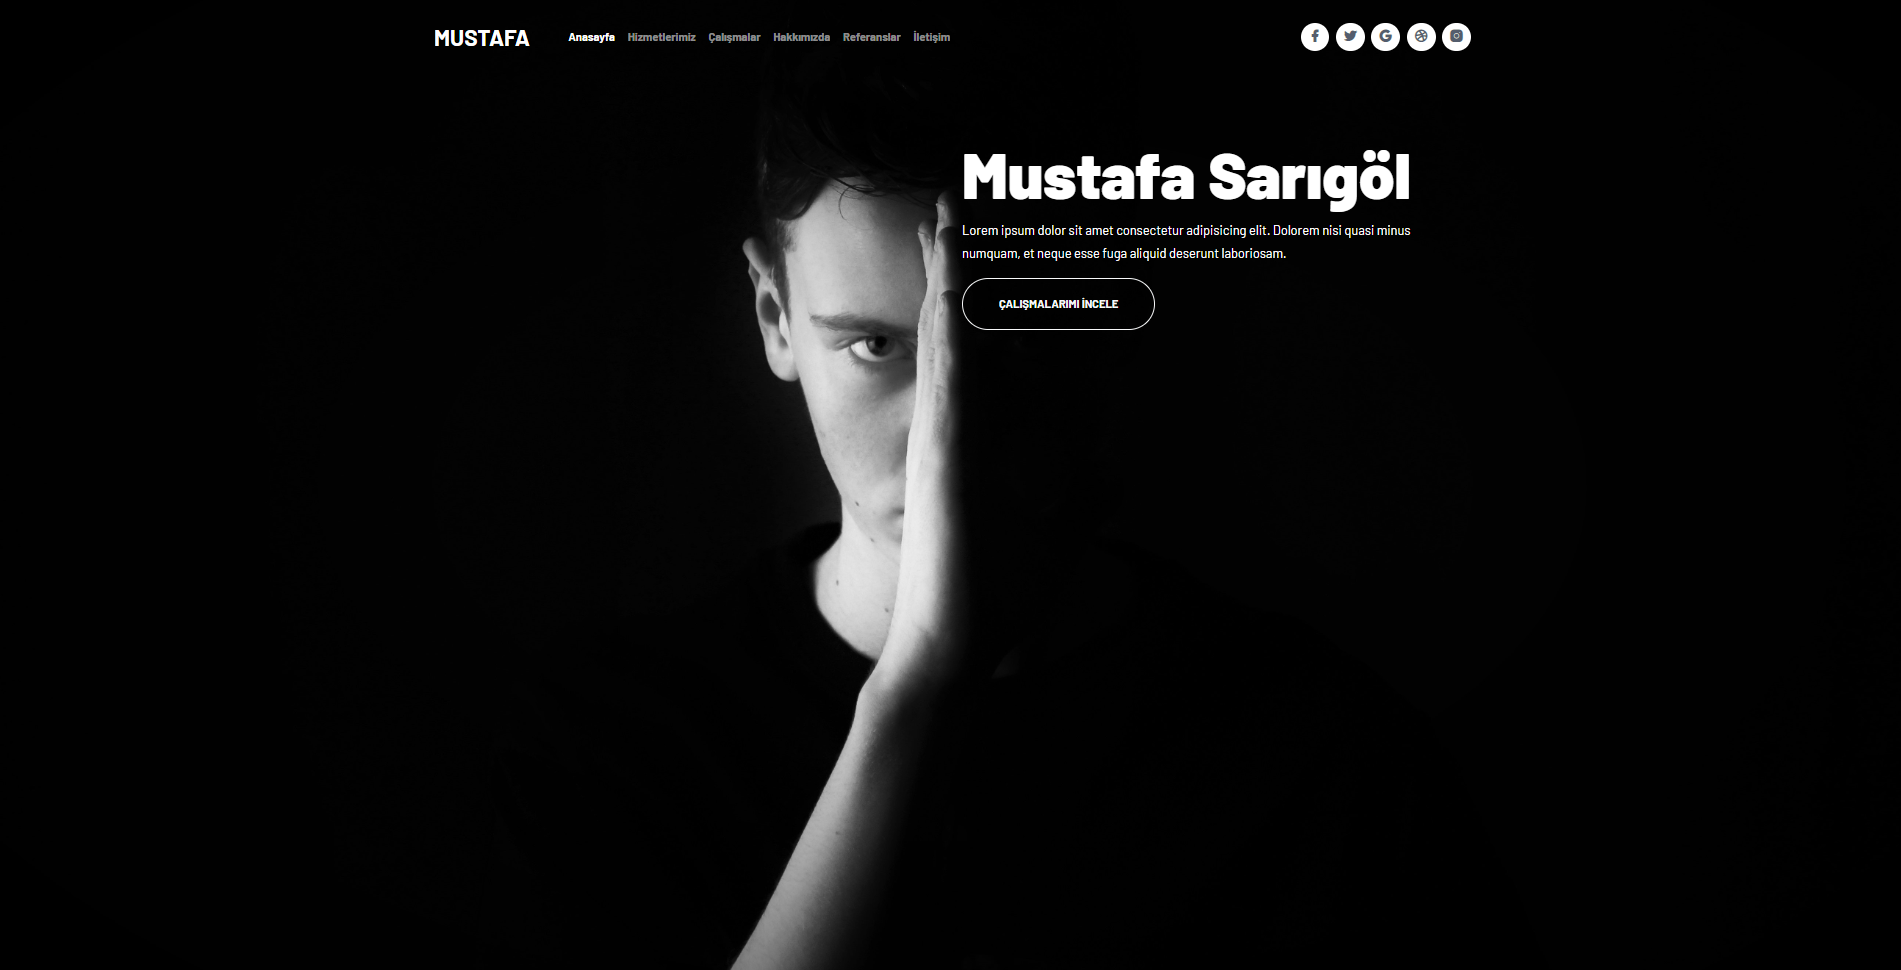 MUSTAFA
Anasayfa Hizmetlerimiz Çalışmalar Hakkımızda Referanslar İletişim
Mustafa Sarıgöl
Lorem ipsum dolor sit amet consectetur adipisicing elit. Dolorem nisi quasi minus
numquam, et neque esse fuga aliquid deserunt laboriosam.
ÇALIŞMALARIMI İNCELE